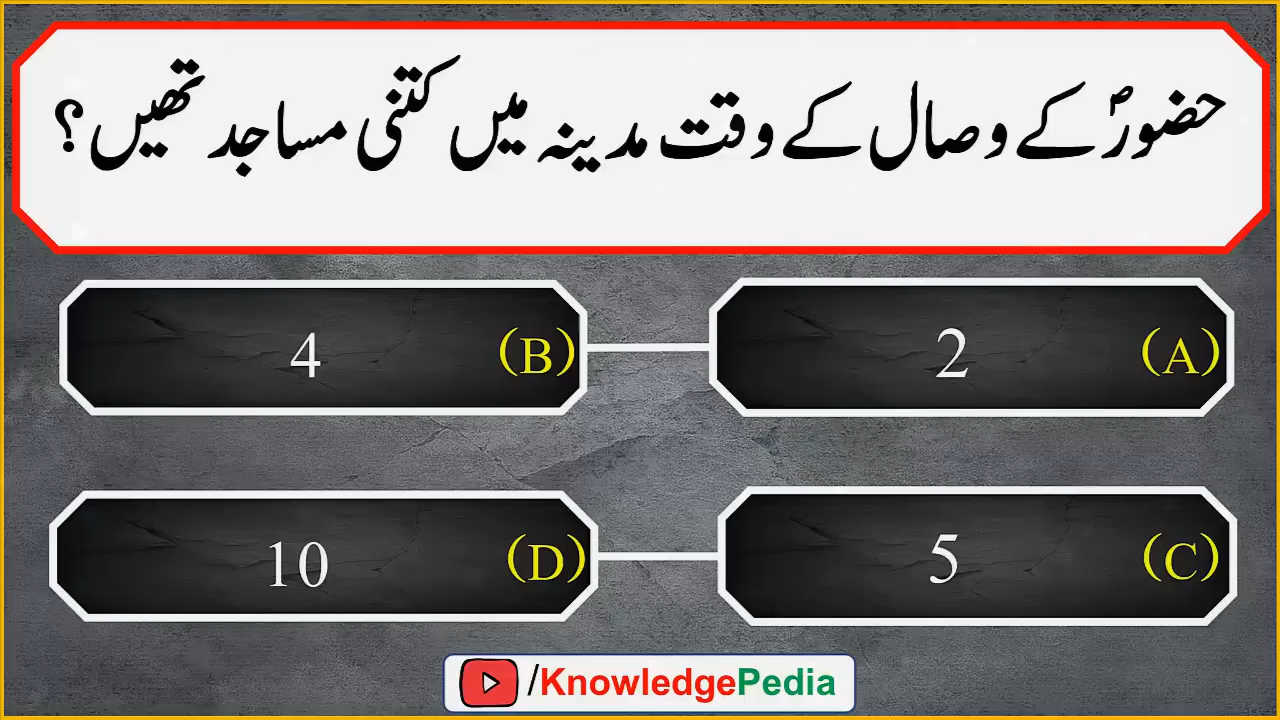 حضورؐ کے وصال کے وقت مدینہ میں کتنی مساجد تھیں؟
(A) 2
(B) 4
(C) 5
(D) 10
/KnowledgePedia